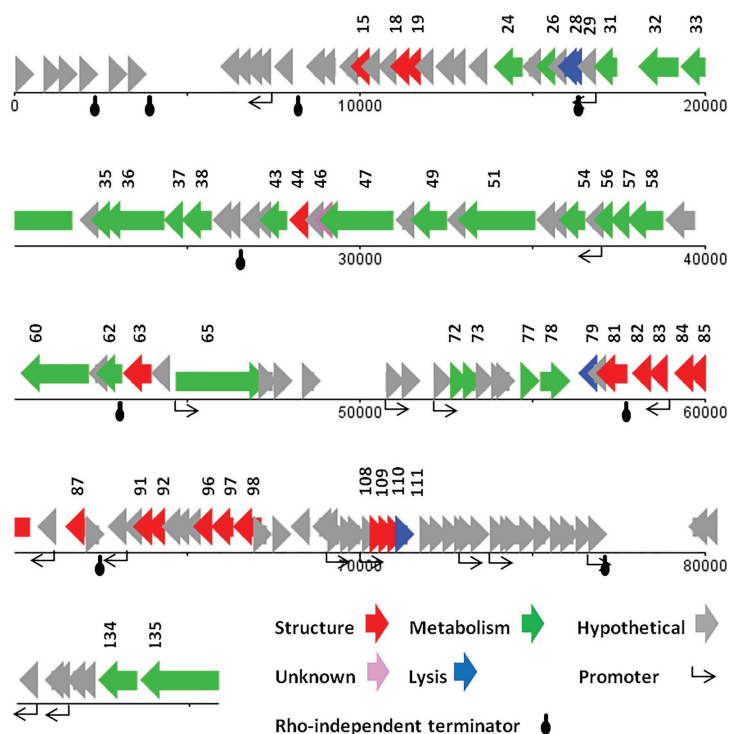 15 18 19 24 26 28 29 31 32 33
0 10000 20000
35 36 37 38 43 44 46 47 49 51 54 56 57 58
30000 40000
60 62 63 65 72 73 77 78 79 81 82 83 84 85
50000 60000
87 91 92 96 97 98 108 109 110 111
70000 80000
134 135
Structure Metabolism Hypothetical
Unknown Lysis Promoter
Rho-independent terminator